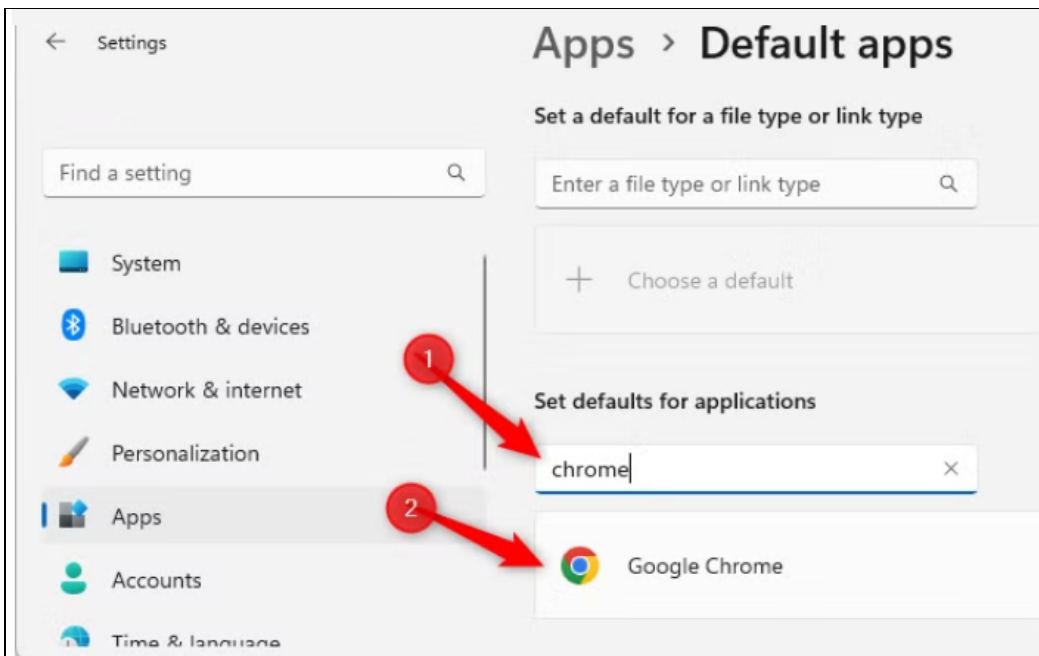 Settings
Find a setting
System
Bluetooth & devices
Network & internet
Personalization
Apps
Accounts
Time & language
Apps > Default apps
Set a default for a file type or link type
Enter a file type or link type
Choose a default
Set defaults for applications
1
chrome
2
Google Chrome